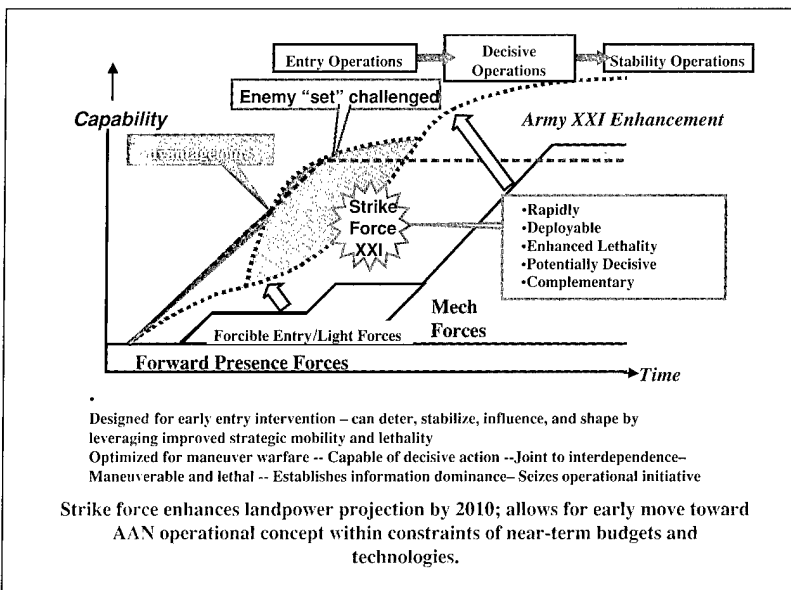 Entry Operations
Decisive
Operations
Stability Operations
Enemy “set” challenged
Capability
Army XXI Enhancement
Strike
Force
XXI
•Rapidly
•Deployable
•Enhanced Lethality
•Potentially Decisive
•Complementary
Mech
Forces
Forcible Entry/Light Forces
Forward Presence Forces
Time
•
Designed for early entry intervention – can deter, stabilize, influence, and shape by
leveraging improved strategic mobility and lethality
Optimized for maneuver warfare -- Capable of decisive action --Joint to interdependence–
Maneuverable and lethal -- Establishes information dominance– Seizes operational initiative
Strike force enhances landpower projection by 2010; allows for early move toward
AAN operational concept within constraints of near-term budgets and
technologies.